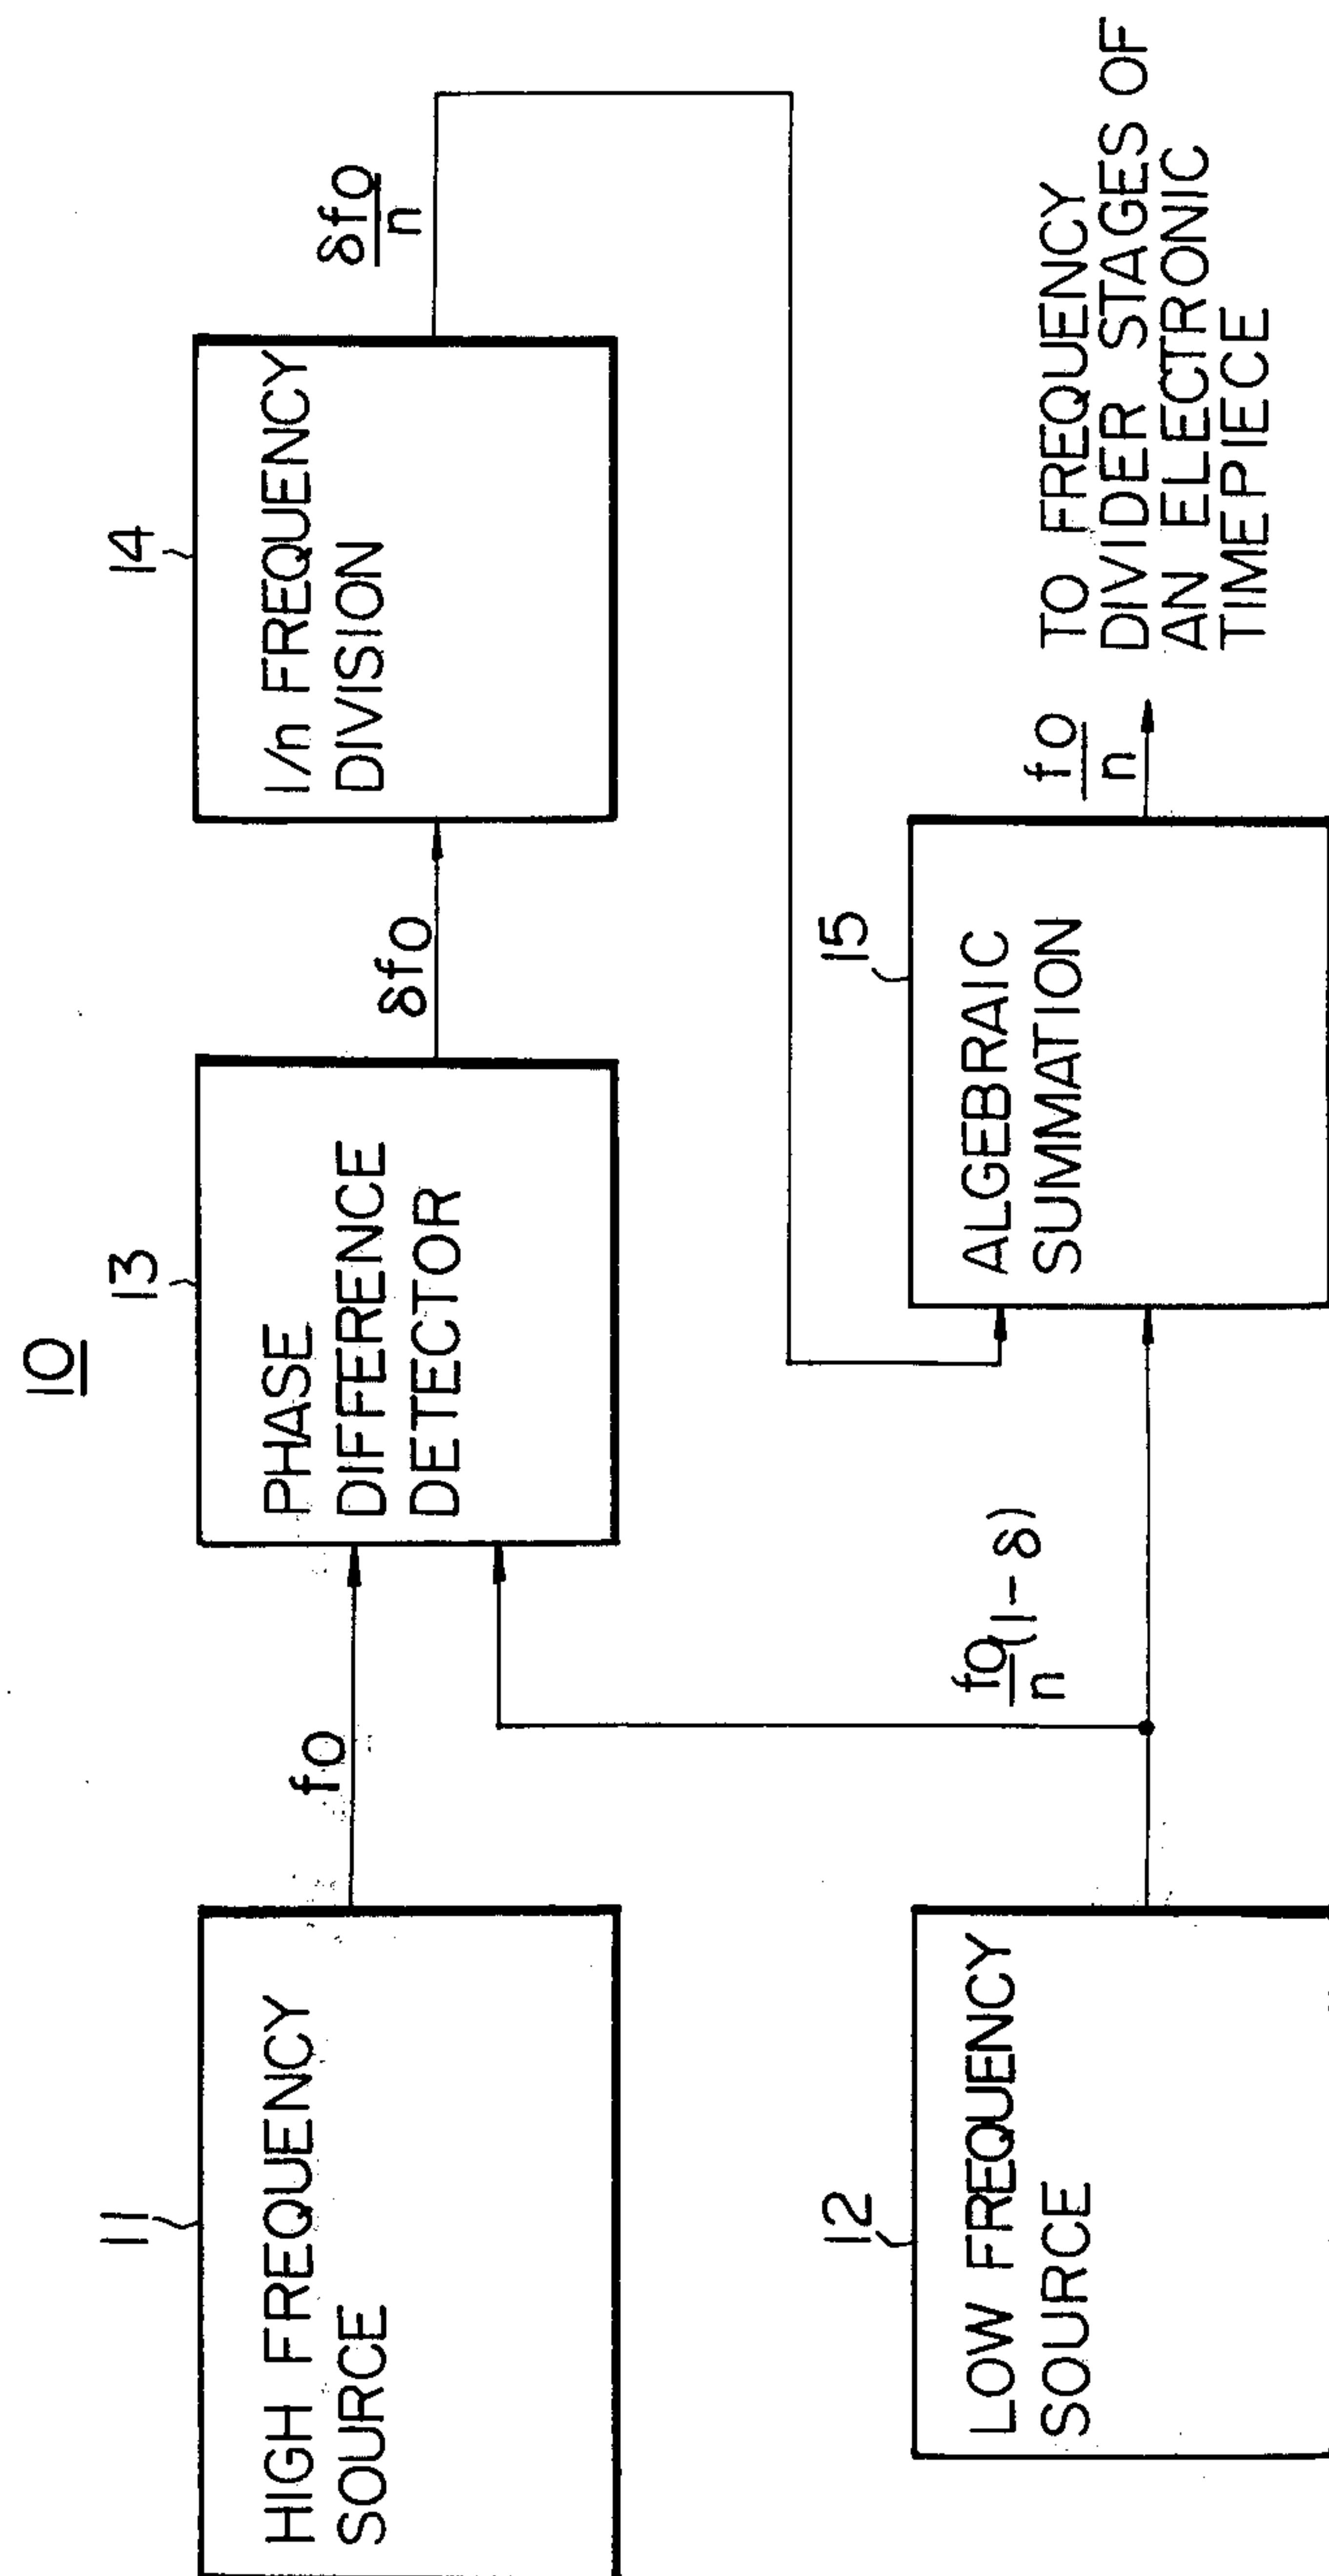 10
11
HIGH FREQUENCY
SOURCE
fo
13
PHASE
DIFFERENCE
DETECTOR
δfo
14
1/n FREQUENCY
DIVISION
δfo
n
12
LOW FREQUENCY
SOURCE
fo
n
(1-δ)
15
ALGEBRAIC
SUMMATION
fo
n
TO FREQUENCY
DIVIDER STAGES OF
AN ELECTRONIC
TIMEPIECE